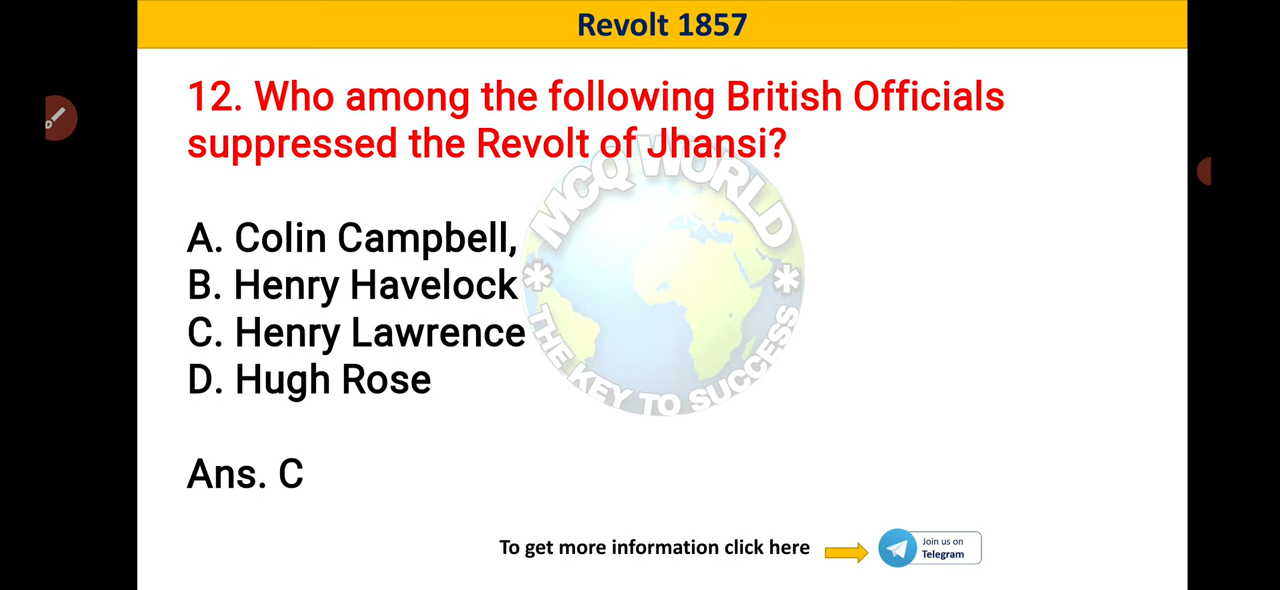 Revolt 1857
12. Who among the following British Officials
suppressed the Revolt of Jhansi?
MCQ WORLD
A. Colin Campbell,
B. Henry Havelock
C. Henry Lawrence
D. Hugh Rose
* THE KEY TO SUCCESS *
Ans. C
To get more information click here
Join us on
Telegram